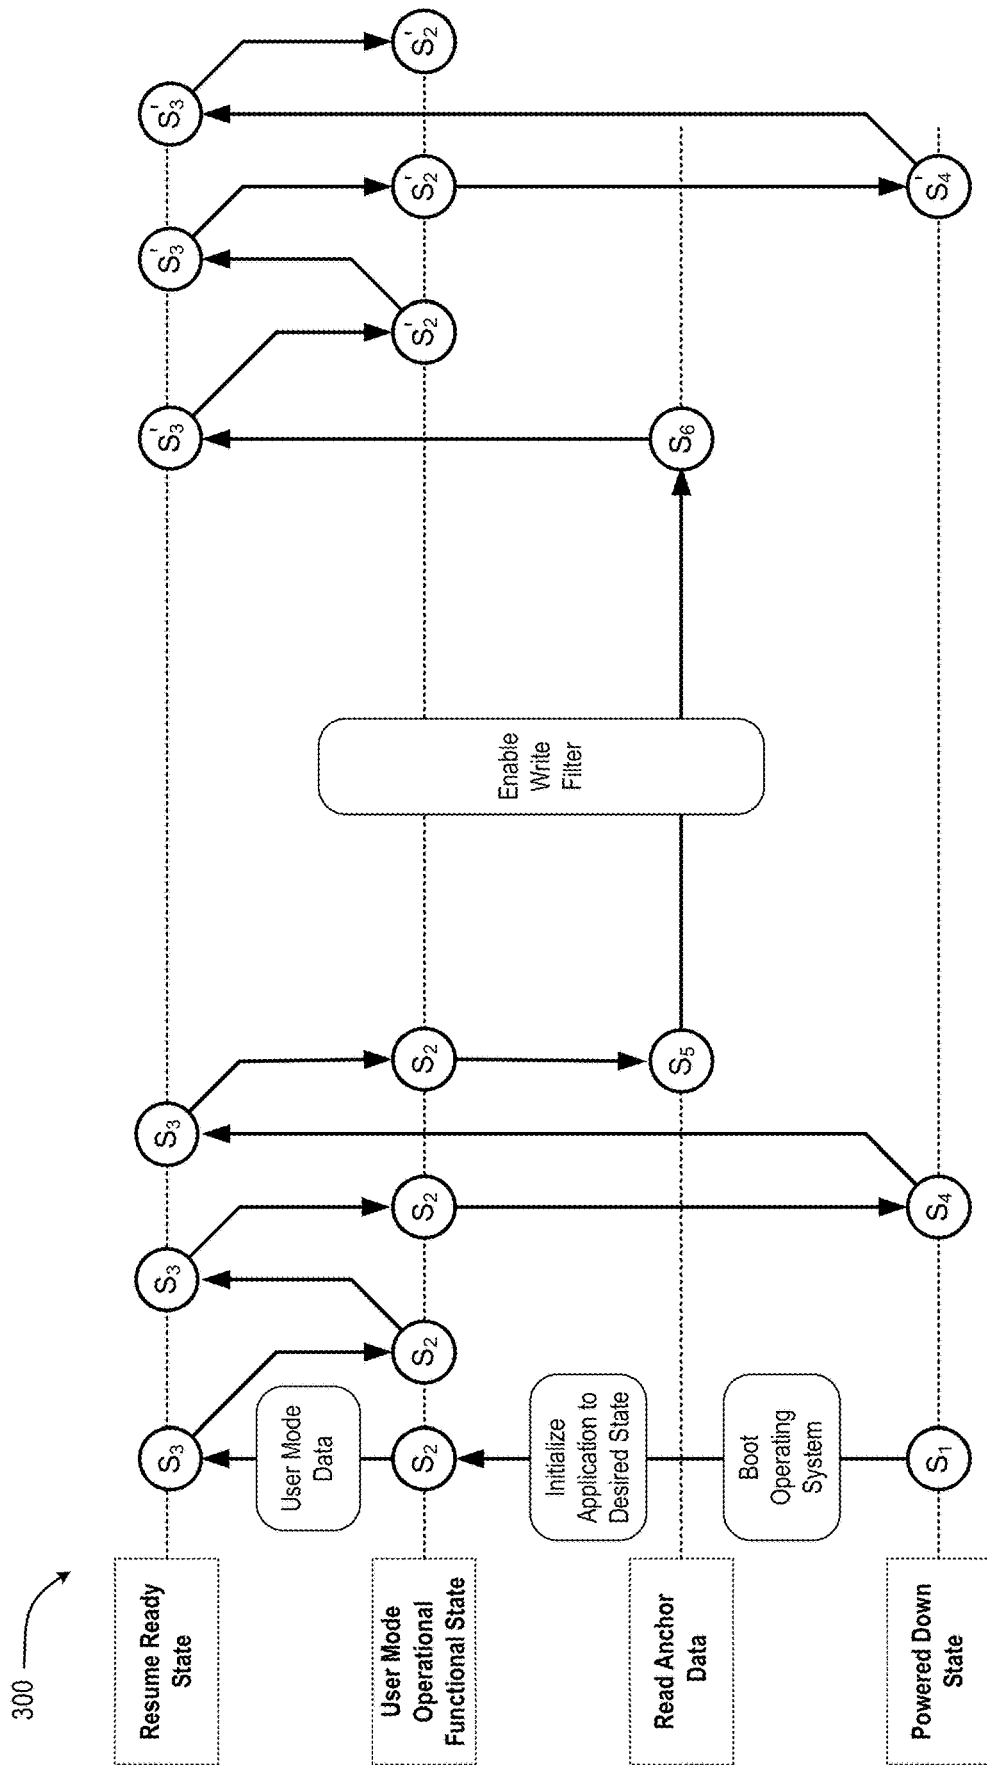 300
Resume Ready
State
S₃
S₃
S₃
S₃'
S₃'
S₃'
User Mode
Data
User Mode
Operational
Functional State
S₂
S₂
S₂
S₂
S₂'
S₂'
S₂'
Enable
Write
Filter
Initialize
Application to
Desired State
Read Anchor
Data
S₅
S₆
Boot
Operating
System
Powered Down
State
S₁
S₄
S₄'